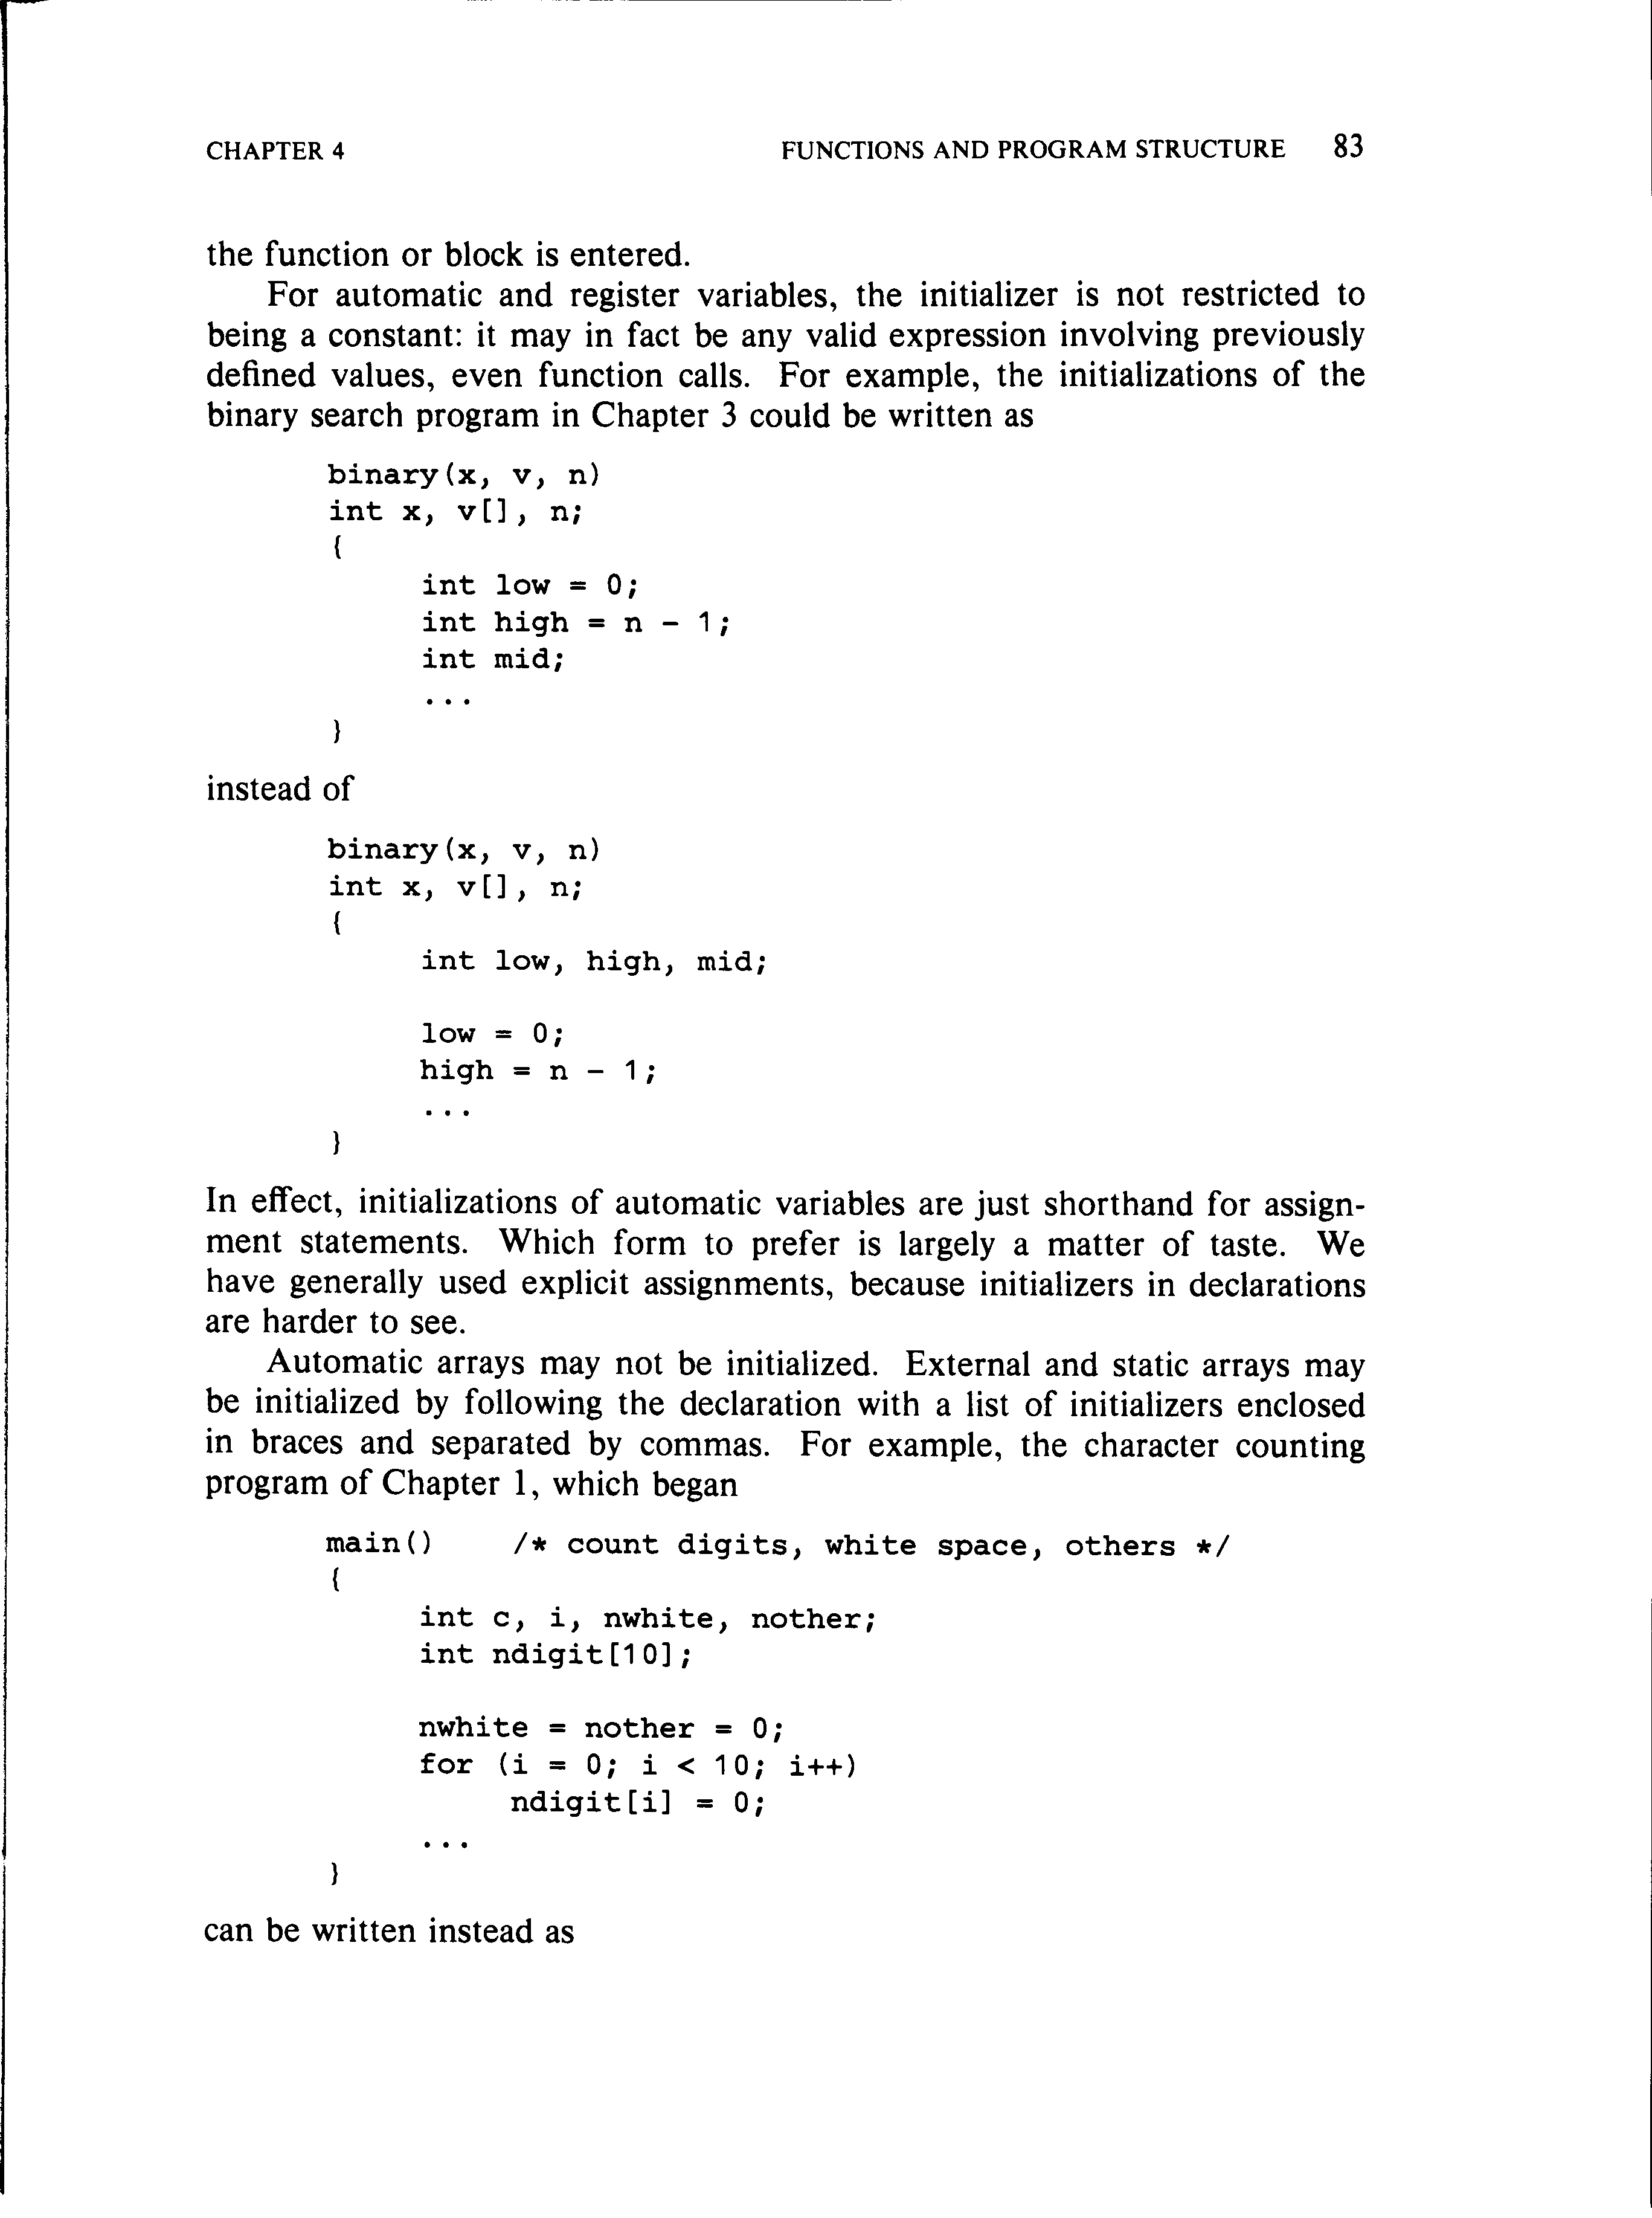 CHAPTER 4 FUNCTIONS AND PROGRAM STRUCTURE 83
the function or block is entered.
For automatic and register variables, the initializer is not restricted to
being a constant: it may in fact be any valid expression involving previously
defined values, even function calls. For example, the initializations of the
binary search program in Chapter 3 could be written as
binary(x, v, n)
int x, v[], n;
{
int low = 0;
int high = n - 1;
int mid;
...
}
instead of
binary(x, v, n)
int x, v[], n;
{
int low, high, mid;
low = 0;
high = n - 1;
...
}
In effect, initializations of automatic variables are just shorthand for assign-
ment statements. Which form to prefer is largely a matter of taste. We
have generally used explicit assignments, because initializers in declarations
are harder to see.
Automatic arrays may not be initialized. External and static arrays may
be initialized by following the declaration with a list of initializers enclosed
in braces and separated by commas. For example, the character counting
program of Chapter 1, which began
main() /* count digits, white space, others */
{
int c, i, nwhite, nother;
int ndigit[10];
nwhite = nother = 0;
for (i = 0; i < 10; i++)
ndigit[i] = 0;
...
}
can be written instead as